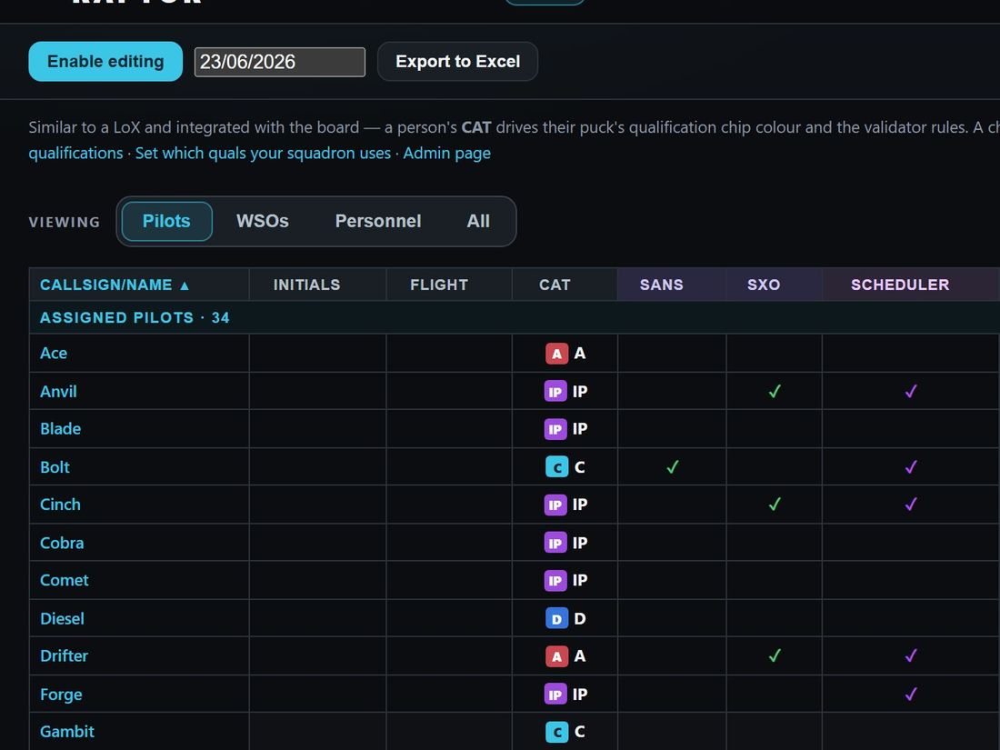 Enable editing 23/06/2026 Export to Excel
Similar to a LoX and integrated with the board — a person's CAT drives their puck's qualification chip colour and the validator rules. A
qualifications · Set which quals your squadron uses · Admin page
VIEWING Pilots WSOs Personnel All
CALLSIGN/NAME ▲ INITIALS FLIGHT CAT SANS SXO SCHEDULER
ASSIGNED PILOTS · 34
Ace A A
Anvil IP IP ✓ ✓
Blade IP IP
Bolt C C ✓ ✓
Cinch IP IP ✓ ✓
Cobra IP IP
Comet IP IP
Diesel D D
Drifter A A ✓ ✓
Forge IP IP ✓
Gambit C C